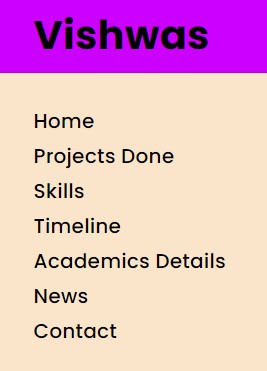 Vishwas
Home
Projects Done
Skills
Timeline
Academics Details
News
Contact